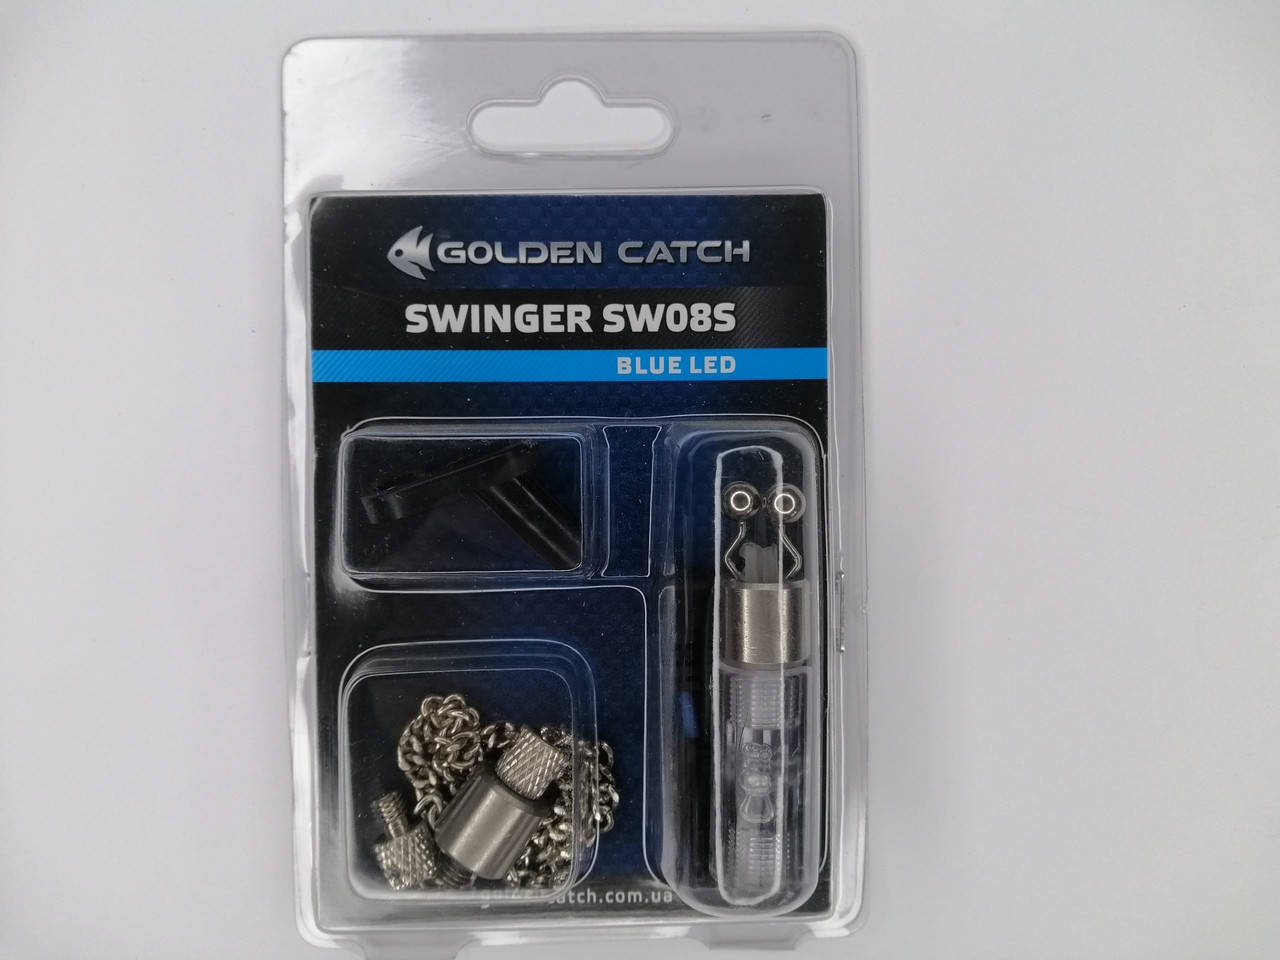 GOLDEN CATCH
SWINGER SW08S
BLUE LED